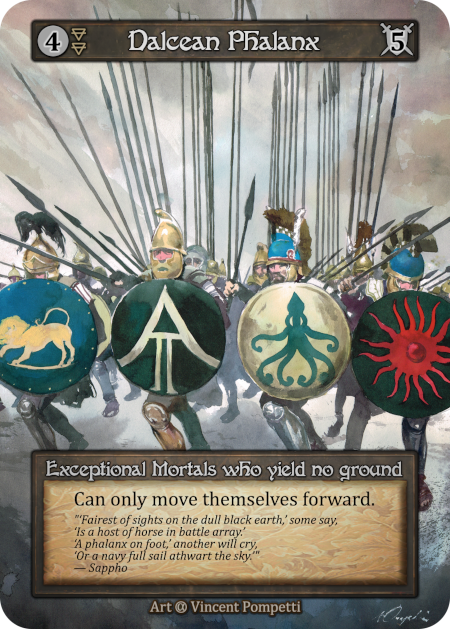 4 Dalcean Phalanx 5
Exceptional Mortals who yield no ground
Can only move themselves forward.
"'Fairest of sights on the dull black earth,' some say,
'Is a host of horse in battle array.'
'A phalanx on foot,' another will cry,
'Or a navy full sail athwart the sky.'"
— Sappho
Art @ Vincent Pompetti